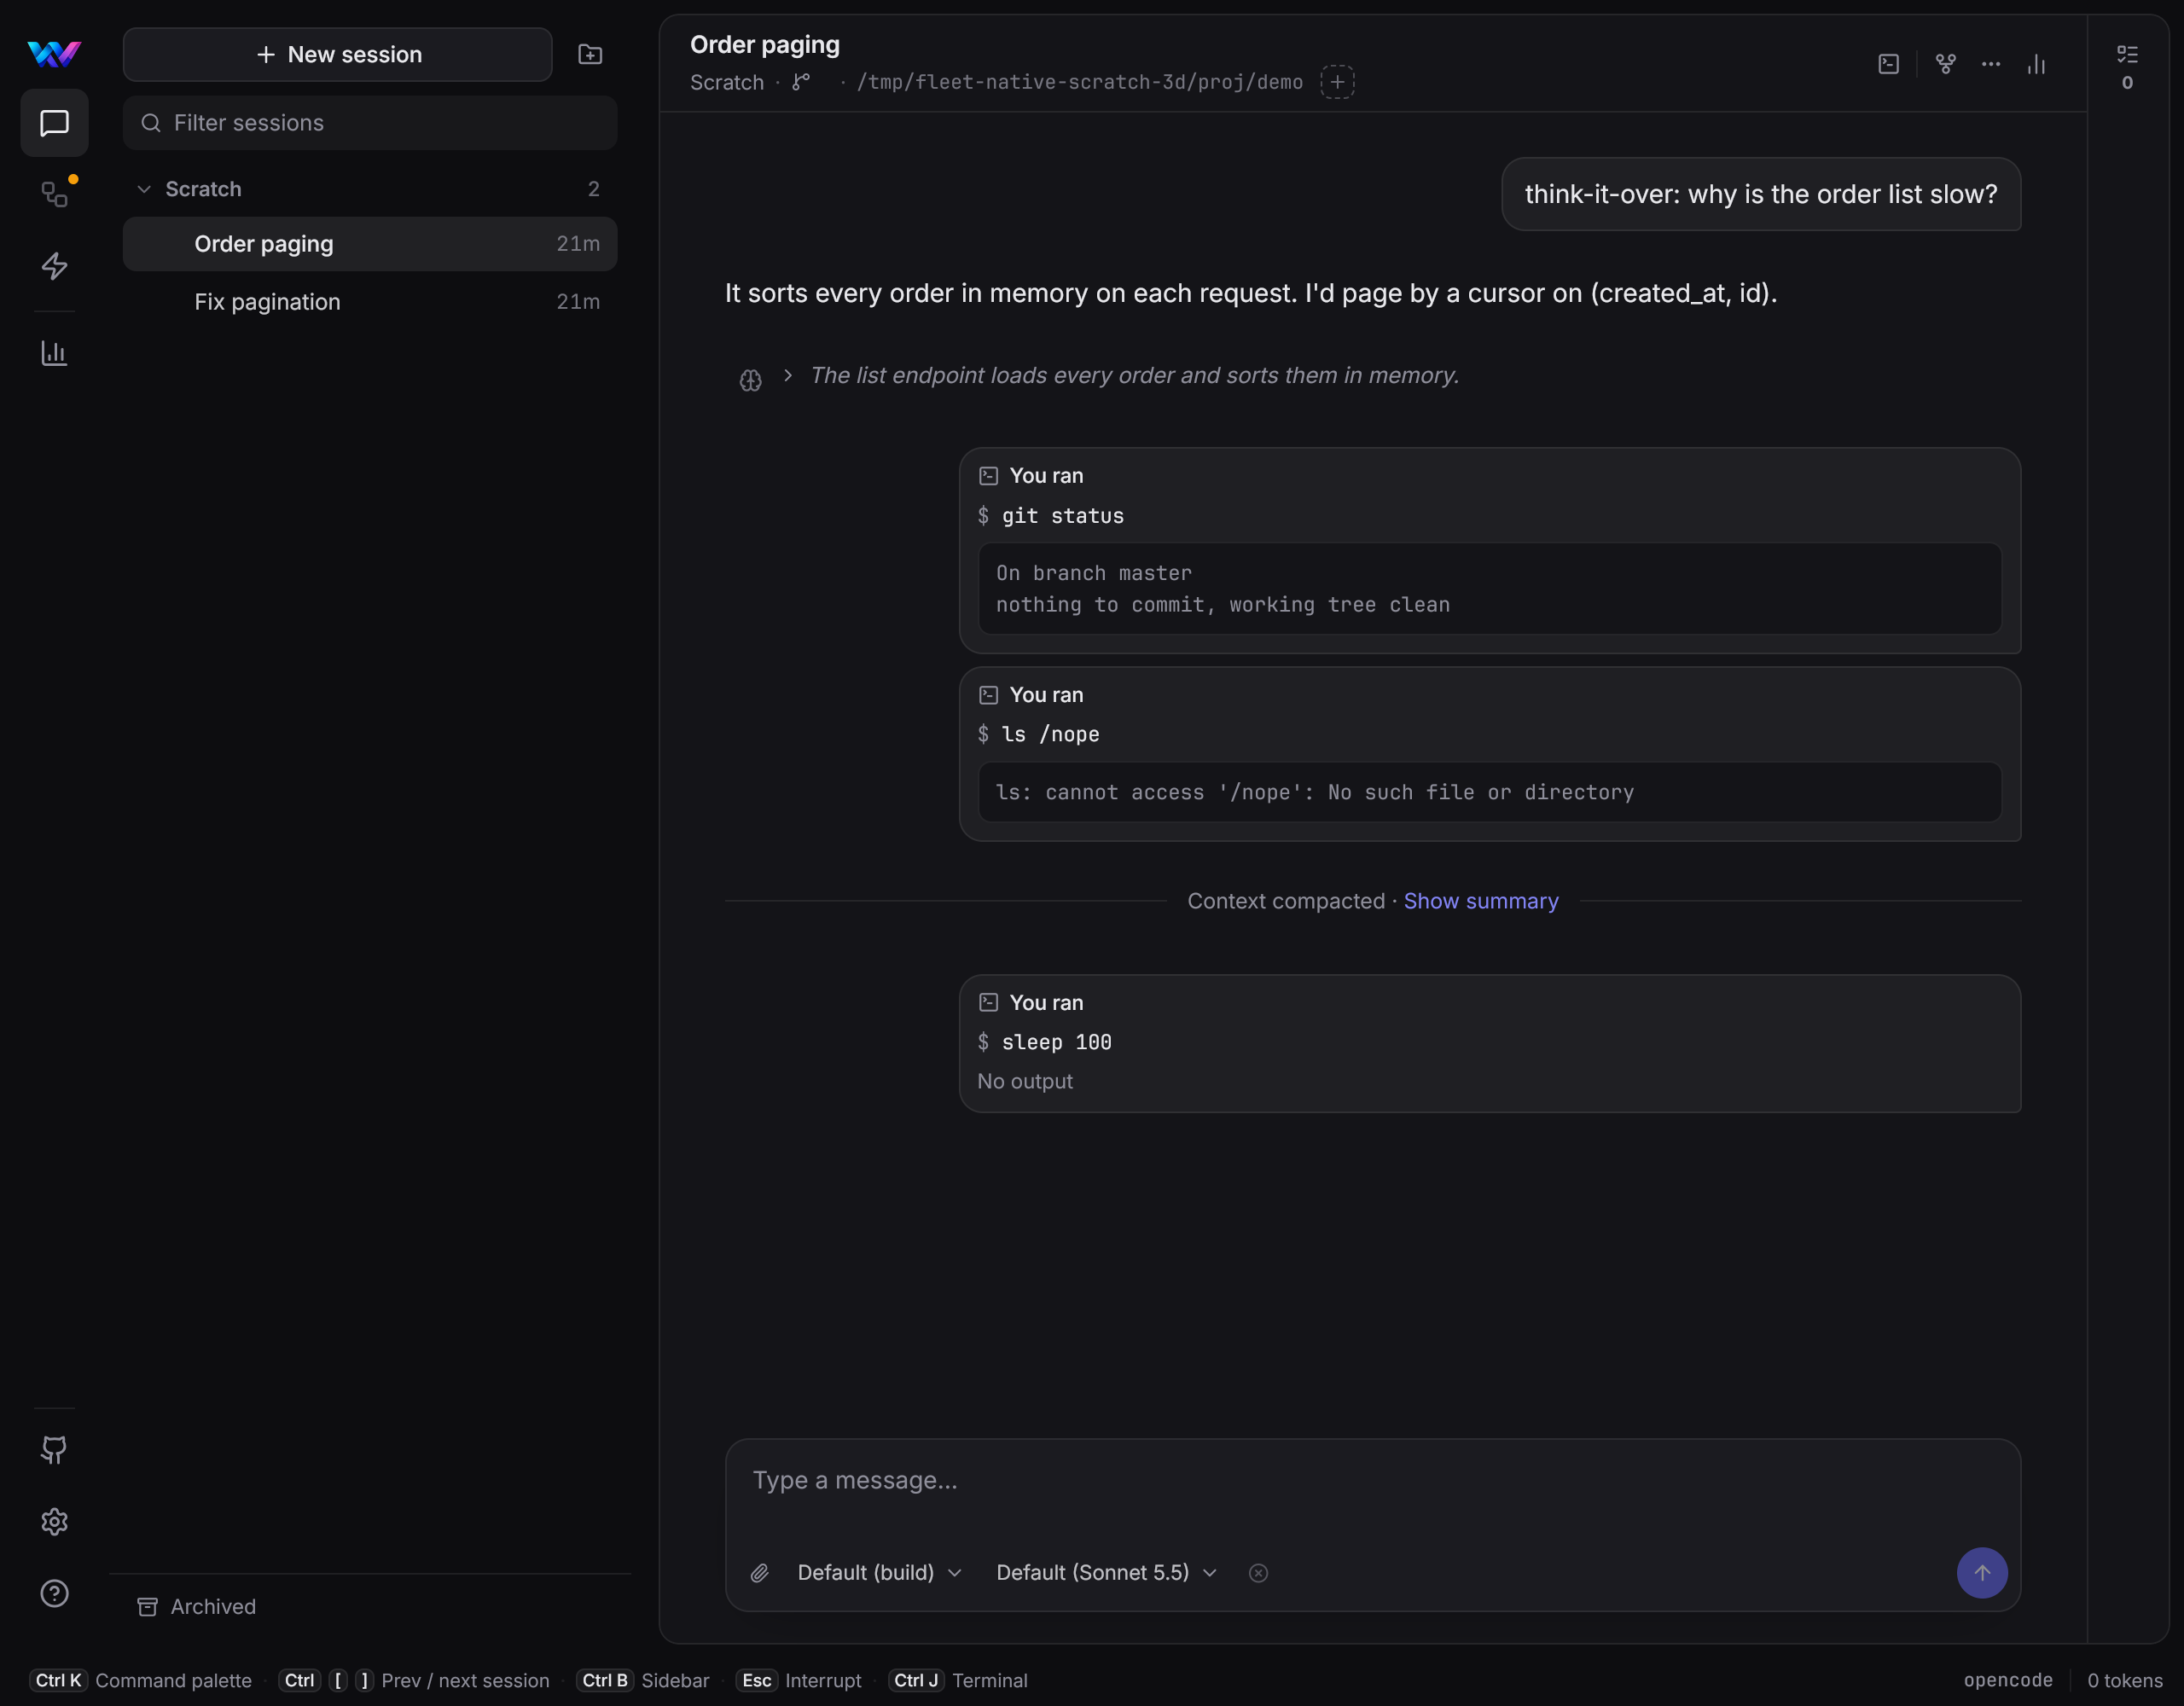 New session
Filter sessions
Scratch 2
Order paging 21m
Fix pagination 21m
Archived
Order paging
Scratch · · /tmp/fleet-native-scratch-3d/proj/demo
0
think-it-over: why is the order list slow?
It sorts every order in memory on each request. I'd page by a cursor on (created_at, id).
The list endpoint loads every order and sorts them in memory.
You ran
$ git status
On branch master
nothing to commit, working tree clean
You ran
$ ls /nope
ls: cannot access '/nope': No such file or directory
Context compacted · Show summary
You ran
$ sleep 100
No output
Type a message...
Default (build) Default (Sonnet 5.5)
Ctrl K Command palette · Ctrl [ ] Prev / next session · Ctrl B Sidebar · Esc Interrupt · Ctrl J Terminal
opencode 0 tokens